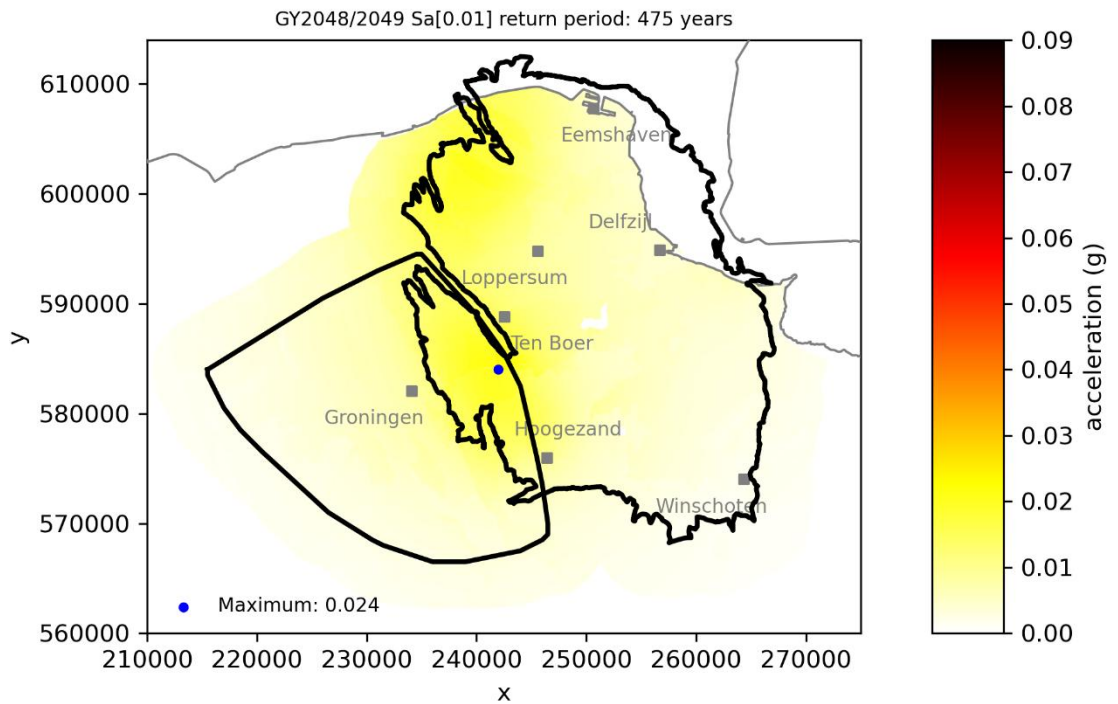 GY2048/2049 Sa[0.01] return period: 475 years
610000
600000
590000
580000
570000
560000
y
210000 220000 230000 240000 250000 260000 270000
x
Eemshaven
Delfzijl
Loppersum
Ten Boer
Groningen
Hoogezand
Winschoten
Maximum: 0.024
0.09
0.08
0.07
0.06
0.05
0.04
0.03
0.02
0.01
0.00
acceleration (g)